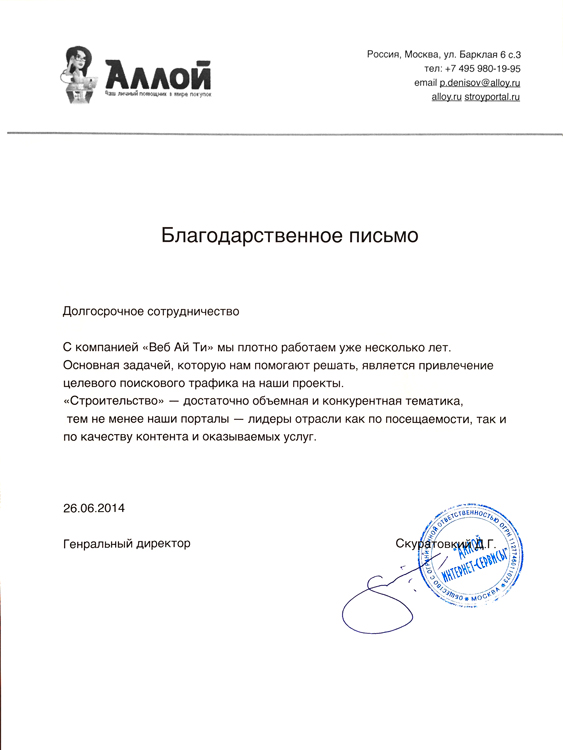 Аллой
Ваш личный помощник в мире покупок
Россия, Москва, ул. Барклая 6 с.3
тел: +7 495 980-19-95
email p.denisov@alloy.ru
alloy.ru stroyportal.ru
Благодарственное письмо
Долгосрочное сотрудничество
С компанией «Веб Ай Ти» мы плотно работаем уже несколько лет.
Основная задачей, которую нам помогают решать, является привлечение
целевого поискового трафика на наши проекты.
«Строительство» — достаточно объемная и конкурентная тематика,
тем не менее наши порталы — лидеры отрасли как по посещаемости, так и
по качеству контента и оказываемых услуг.
26.06.2014
Генральный директор
Скуратовкий Д.Г.
ОБЩЕСТВО С ОГРАНИЧЕННОЙ ОТВЕТСТВЕННОСТЬЮ ОГРН
"АЛЛОЙ
ИНТЕРНЕТ-СЕРВИСЫ"
МОСКВА